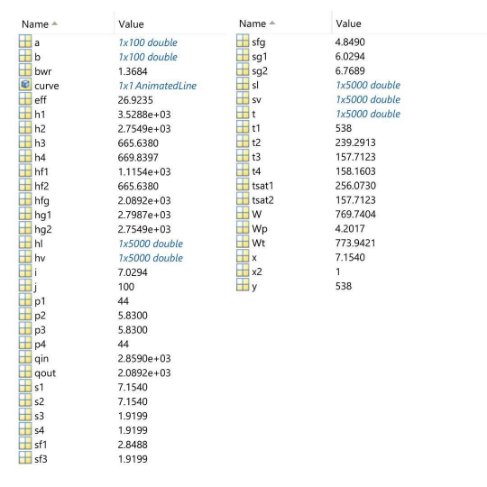 Name Value
a 1x100 double
b 1x100 double
bwr 1.3684
curve 1x1 AnimatedLine
eff 26.9235
h1 3.5288e+03
h2 2.7549e+03
h3 665.6380
h4 669.8397
hf1 1.1154e+03
hf2 665.6380
hfg 2.0892e+03
hg1 2.7987e+03
hg2 2.7549e+03
hl 1x5000 double
hv 1x5000 double
i 7.0294
j 100
p1 44
p2 5.8300
p3 5.8300
p4 44
qin 2.8590e+03
qout 2.0892e+03
s1 7.1540
s2 7.1540
s3 1.9199
s4 1.9199
sf1 2.8488
sf3 1.9199
Name Value
sfg 4.8490
sg1 6.0294
sg2 6.7689
sl 1x5000 double
sv 1x5000 double
t 1x5000 double
t1 538
t2 239.2913
t3 157.7123
t4 158.1603
tsat1 256.0730
tsat2 157.7123
W 769.7404
Wp 4.2017
Wt 773.9421
x 7.1540
x2 1
y 538